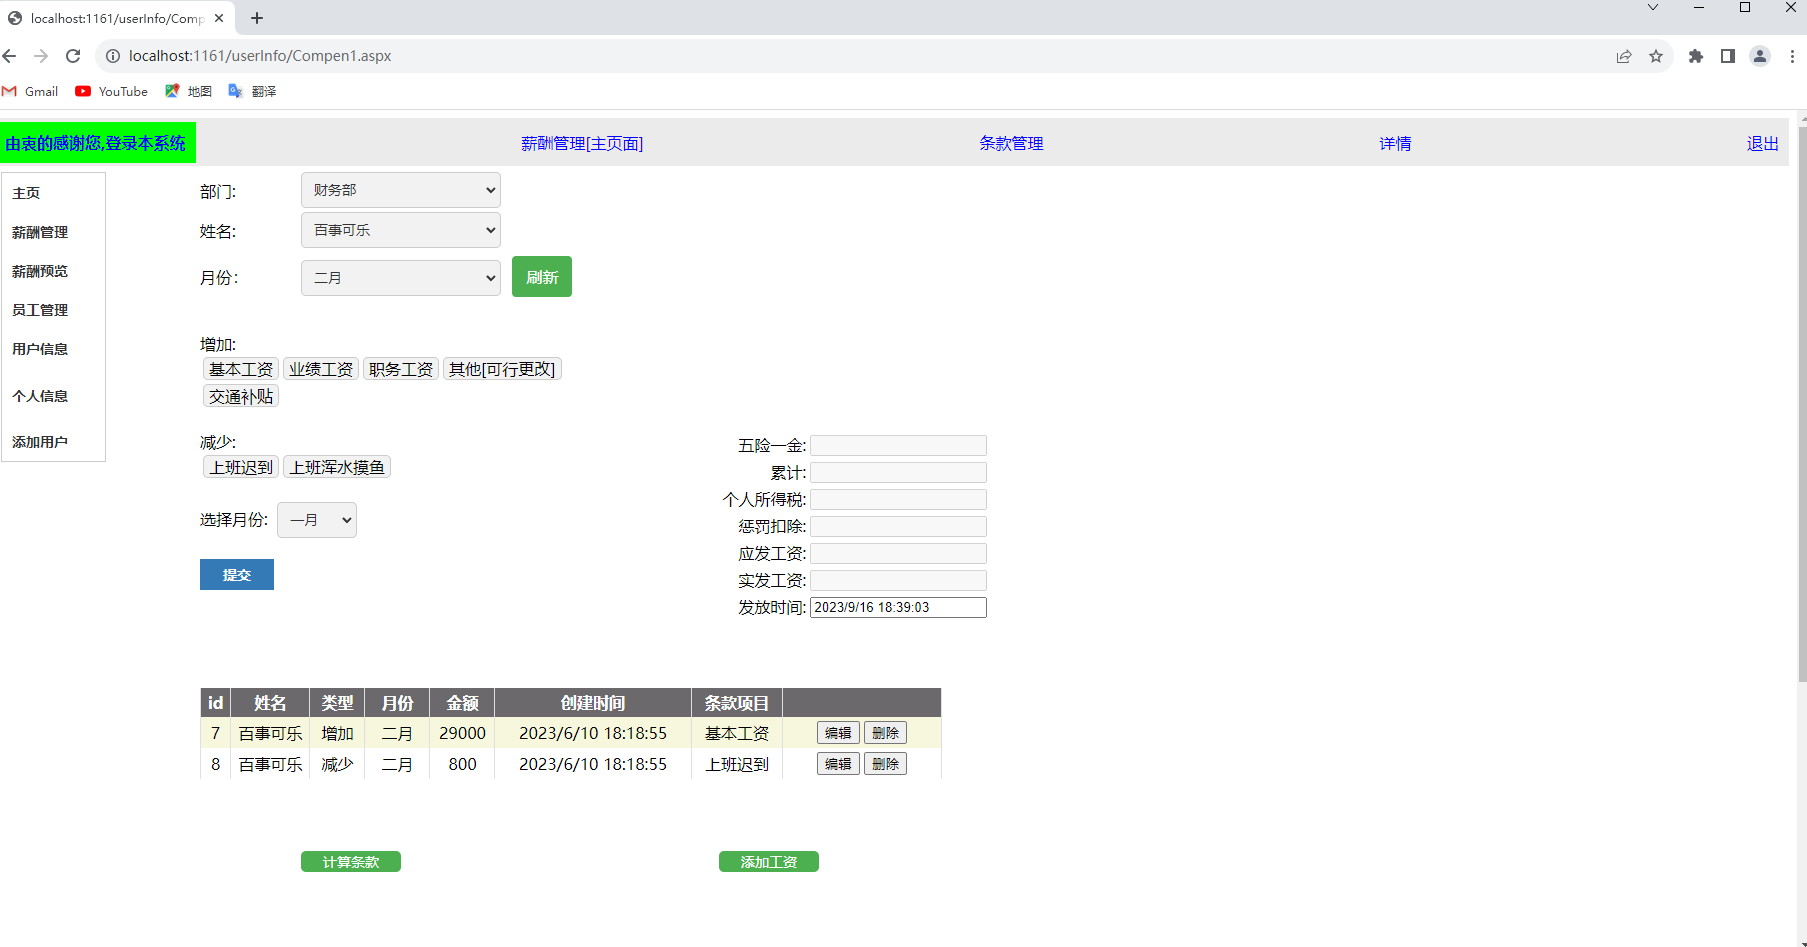 localhost:1161/userInfo/Comp
localhost:1161/userInfo/Compen1.aspx
Gmail YouTube 地图 翻译
由衷的感谢您,登录本系统 薪酬管理[主页面] 条款管理 详情 退出
主页
薪酬管理
薪酬预览
员工管理
用户信息
个人信息
添加用户
部门: 财务部
姓名: 百事可乐
月份: 二月 刷新
增加:
基本工资 业绩工资 职务工资 其他[可行更改]
交通补贴
减少:
上班迟到 上班浑水摸鱼
选择月份: 一月
提交
五险一金:
累计:
个人所得税:
惩罚扣除:
应发工资:
实发工资:
发放时间: 2023/9/16 18:39:03
id 姓名 类型 月份 金额 创建时间 条款项目
7 百事可乐 增加 二月 29000 2023/6/10 18:18:55 基本工资 编辑 删除
8 百事可乐 减少 二月 800 2023/6/10 18:18:55 上班迟到 编辑 删除
计算条款 添加工资